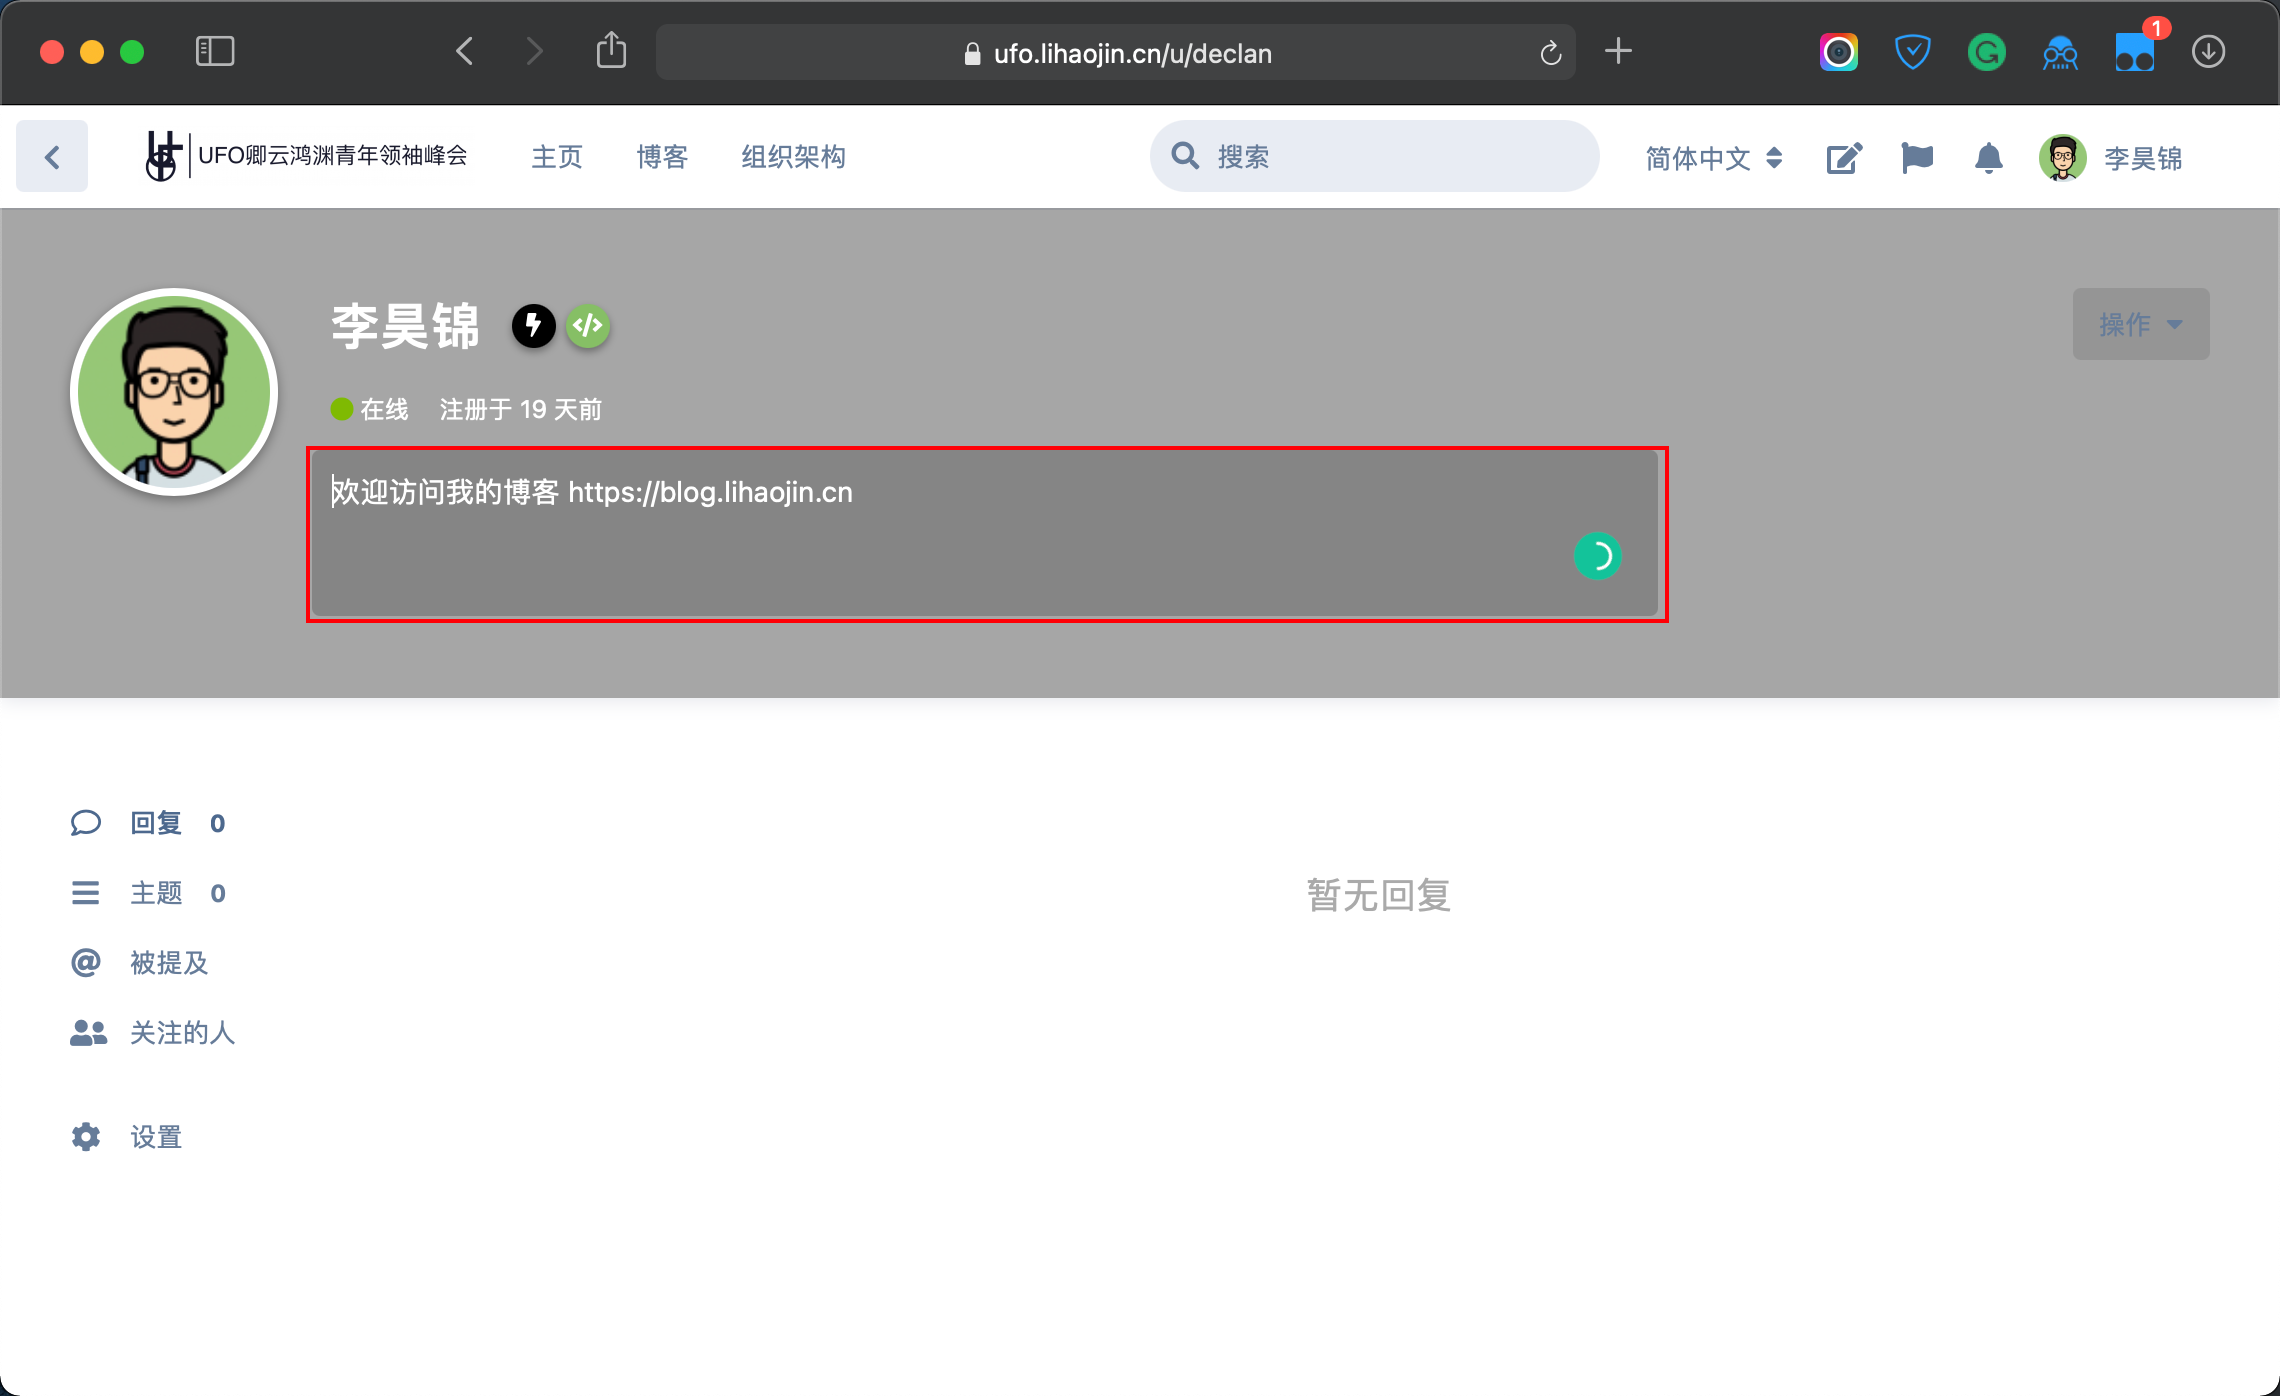 ufo.lihaojin.cn/u/declan
1
UFO卿云鸿渊青年领袖峰会
主页
博客
组织架构
搜索
简体中文
李昊锦
李昊锦
操作
在线 注册于 19 天前
欢迎访问我的博客 https://blog.lihaojin.cn
回复 0
暂无回复
主题 0
被提及
关注的人
设置